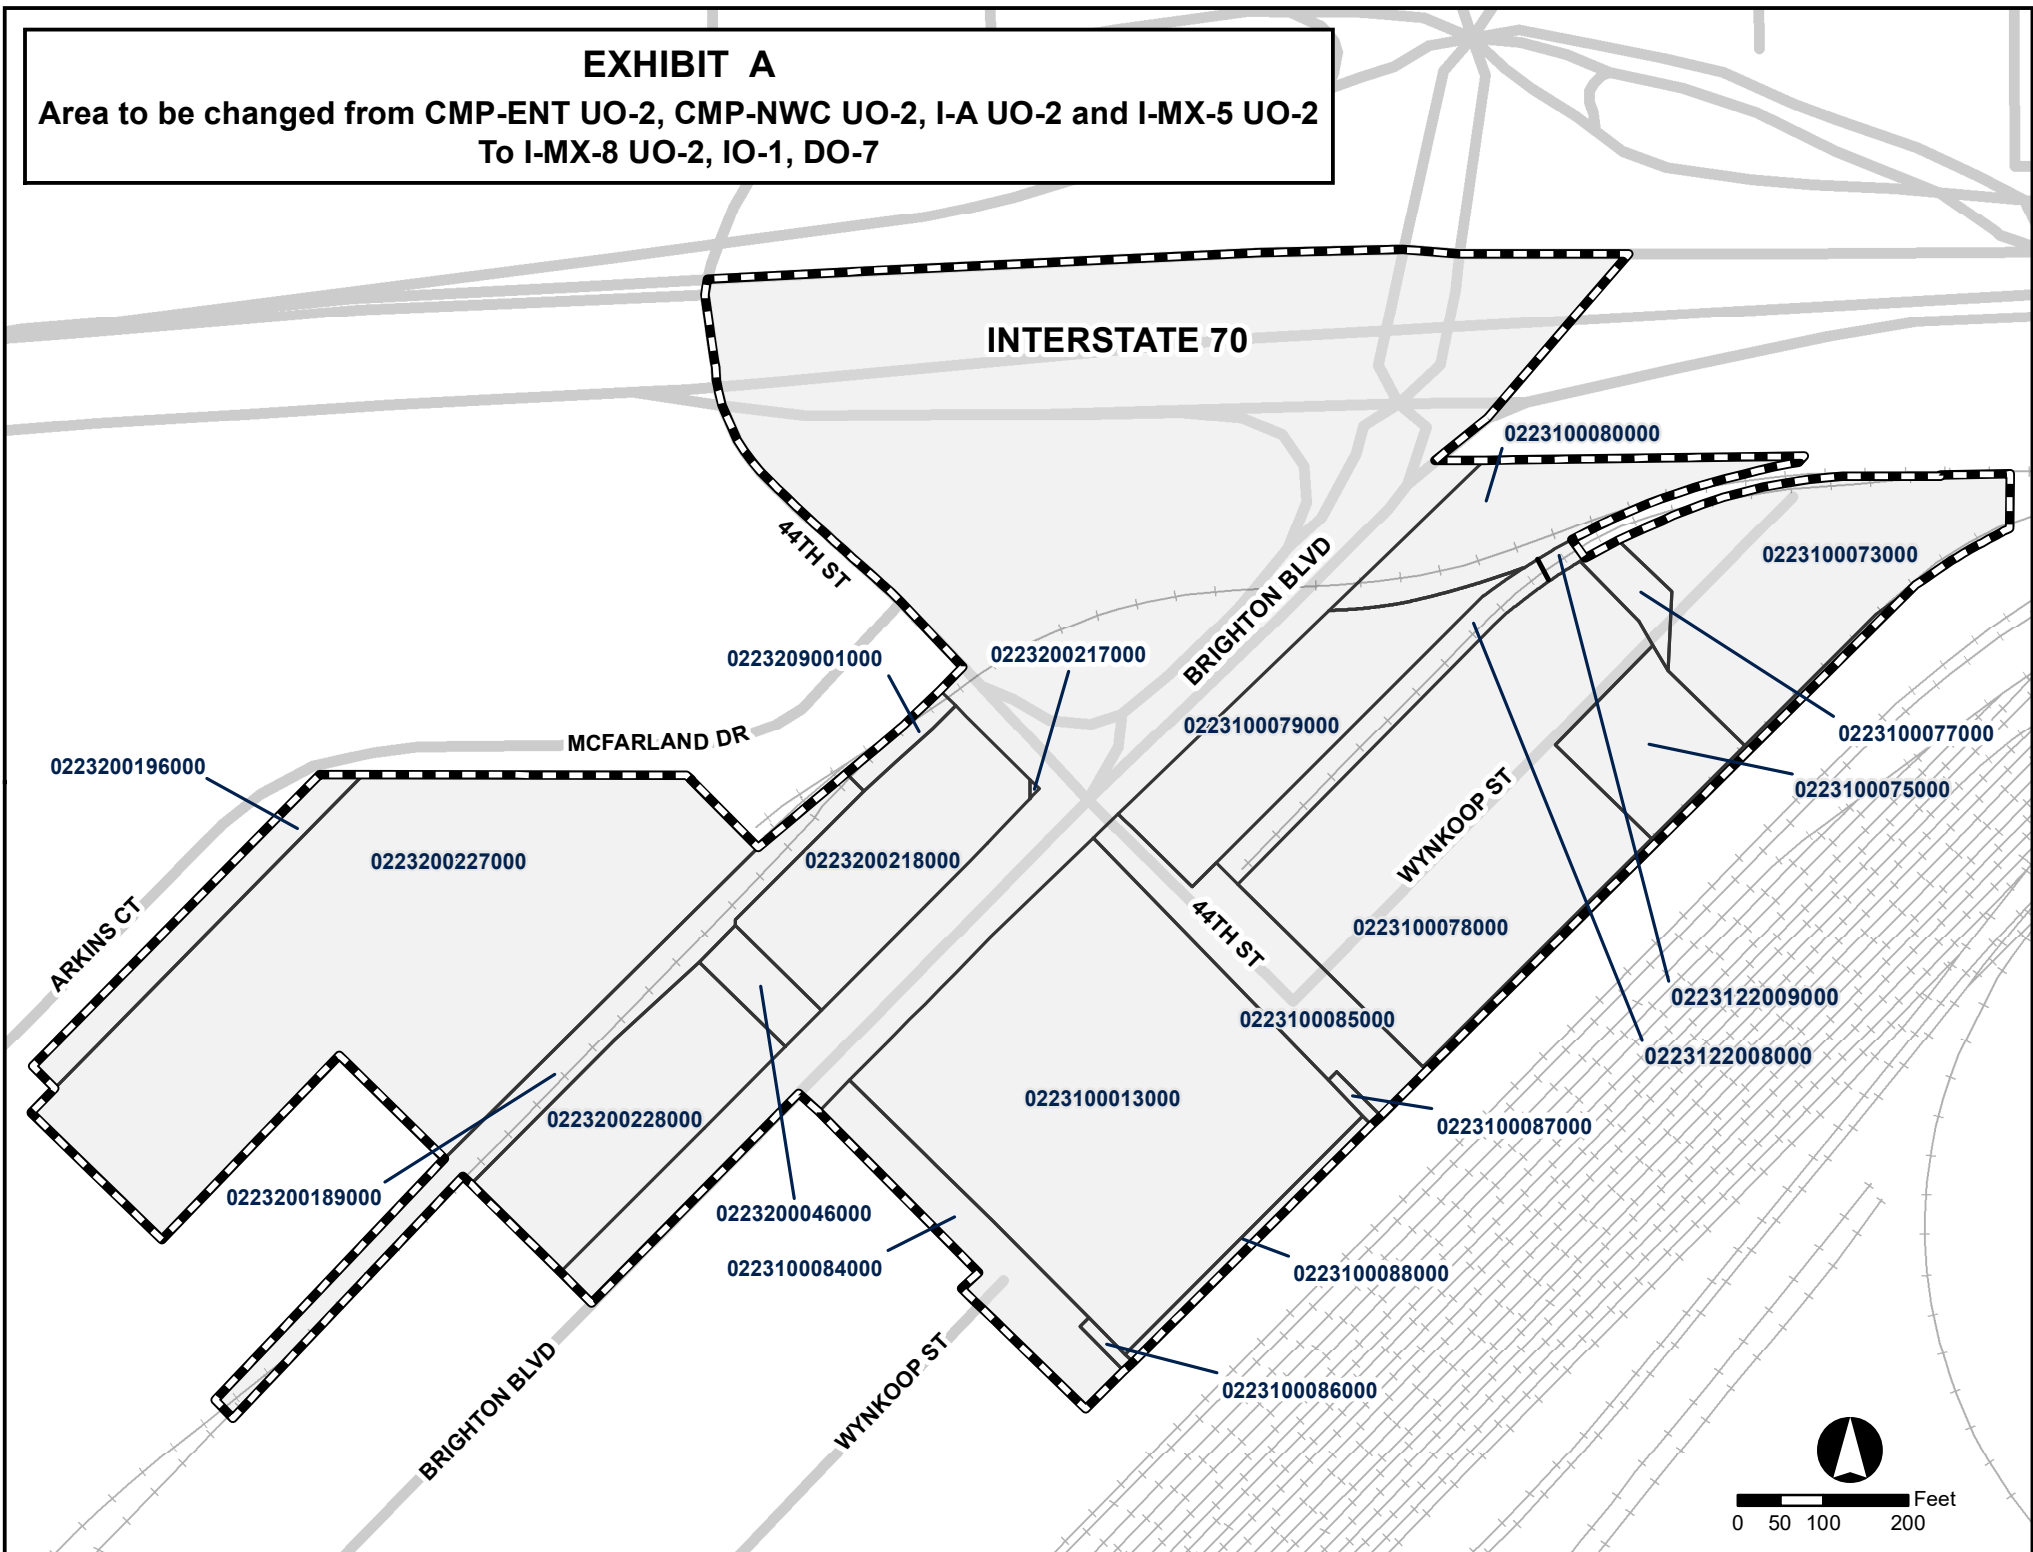 EXHIBIT A
Area to be changed from CMP-ENT UO-2, CMP-NWC UO-2, I-A UO-2 and I-MX-5 UO-2
To I-MX-8 UO-2, IO-1, DO-7
INTERSTATE 70
0223100080000
44TH ST
BRIGHTON BLVD
0223100073000
0223209001000
0223200217000
0223100079000
0223100077000
MCFARLAND DR
0223200196000
0223100075000
WYNKOOP ST
0223200227000
0223200218000
ARKINS CT
44TH ST
0223100078000
0223122009000
0223100085000
0223122008000
0223100013000
0223200228000
0223100087000
0223200189000
0223200046000
0223100084000
0223100088000
BRIGHTON BLVD
WYNKOOP ST
0223100086000
Feet
0 50 100 200